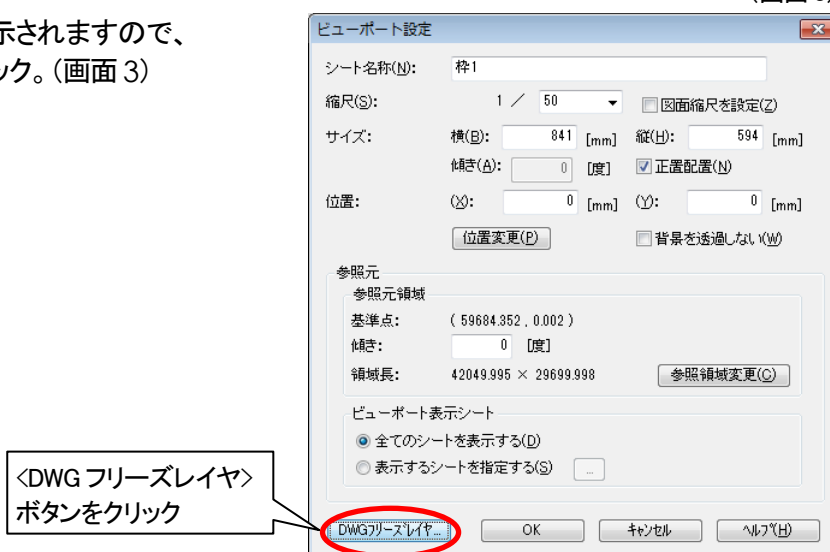 示されますので、
ック。（画面 3）
ビューポート設定
シート名称(N): 枠1
縮尺(S): 1 ／ 50 図面縮尺を設定(Z)
サイズ: 横(B): 841 [mm] 縦(H): 594 [mm]
傾き(A): 0 [度] 正置配置(N)
位置: (X): 0 [mm] (Y): 0 [mm]
位置変更(P) 背景を透過しない(W)
参照元
参照元領域
基準点: ( 59684.352 , 0.002 )
傾き: 0 [度]
領域長: 42049.995 × 29699.998 参照領域変更(C)
ビューポート表示シート
全てのシートを表示する(D)
表示するシートを指定する(S) ...
<DWG フリーズレイヤ>
ボタンをクリック
DWGフリーズレイヤ... OK キャンセル ヘルプ(H)